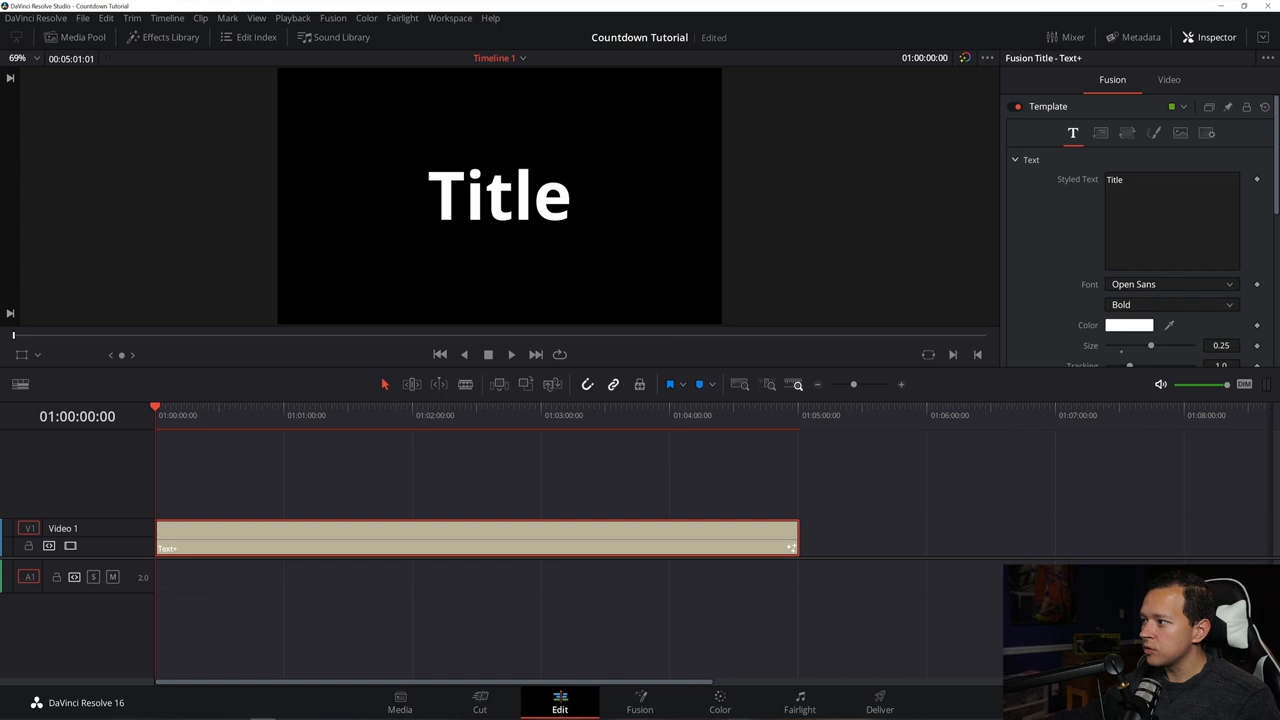 DaVinci Resolve Studio - Countdown Tutorial
DaVinci Resolve File Edit Trim Timeline Clip Mark View Playback Fusion Color Fairlight Workspace Help
Media Pool Effects Library Edit Index Sound Library Countdown Tutorial Edited Mixer Metadata Inspector
69% 00:05:01:01 Timeline 1 01:00:00:00 Fusion Title - Text+
Fusion Video
Template
T
Text
Styled Text Title
Title
Font Open Sans
Bold
Color
Size 0.25
Tracking 1.0
DIM
01:00:00:00 01:00:00:00 01:01:00:00 01:02:00:00 01:03:00:00 01:04:00:00 01:05:00:00 01:06:00:00 01:07:00:00 01:08:00:00
V1 Video 1
Text+
A1 S M 2.0
DaVinci Resolve 16 Media Cut Edit Fusion Color Fairlight Deliver